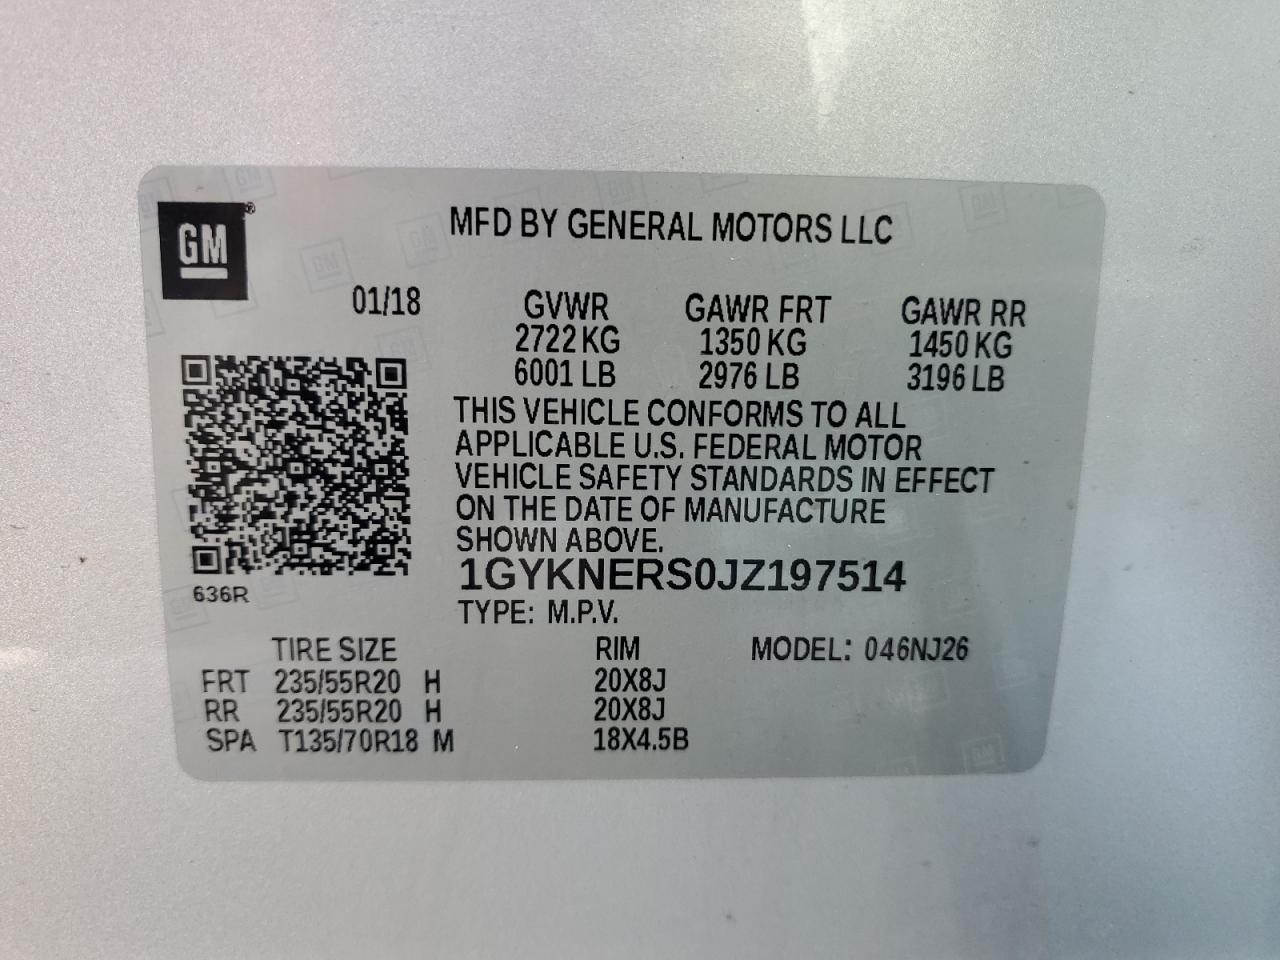 GM®
MFD BY GENERAL MOTORS LLC
01/18 GVWR GAWR FRT GAWR RR
2722 KG 1350 KG 1450 KG
6001 LB 2976 LB 3196 LB
THIS VEHICLE CONFORMS TO ALL
APPLICABLE U.S. FEDERAL MOTOR
VEHICLE SAFETY STANDARDS IN EFFECT
ON THE DATE OF MANUFACTURE
SHOWN ABOVE.
1GYKNERS0JZ197514
636R
TYPE: M.P.V.
TIRE SIZE RIM MODEL: 046NJ26
FRT 235/55R20 H 20X8J
RR 235/55R20 H 20X8J
SPA T135/70R18 M 18X4.5B